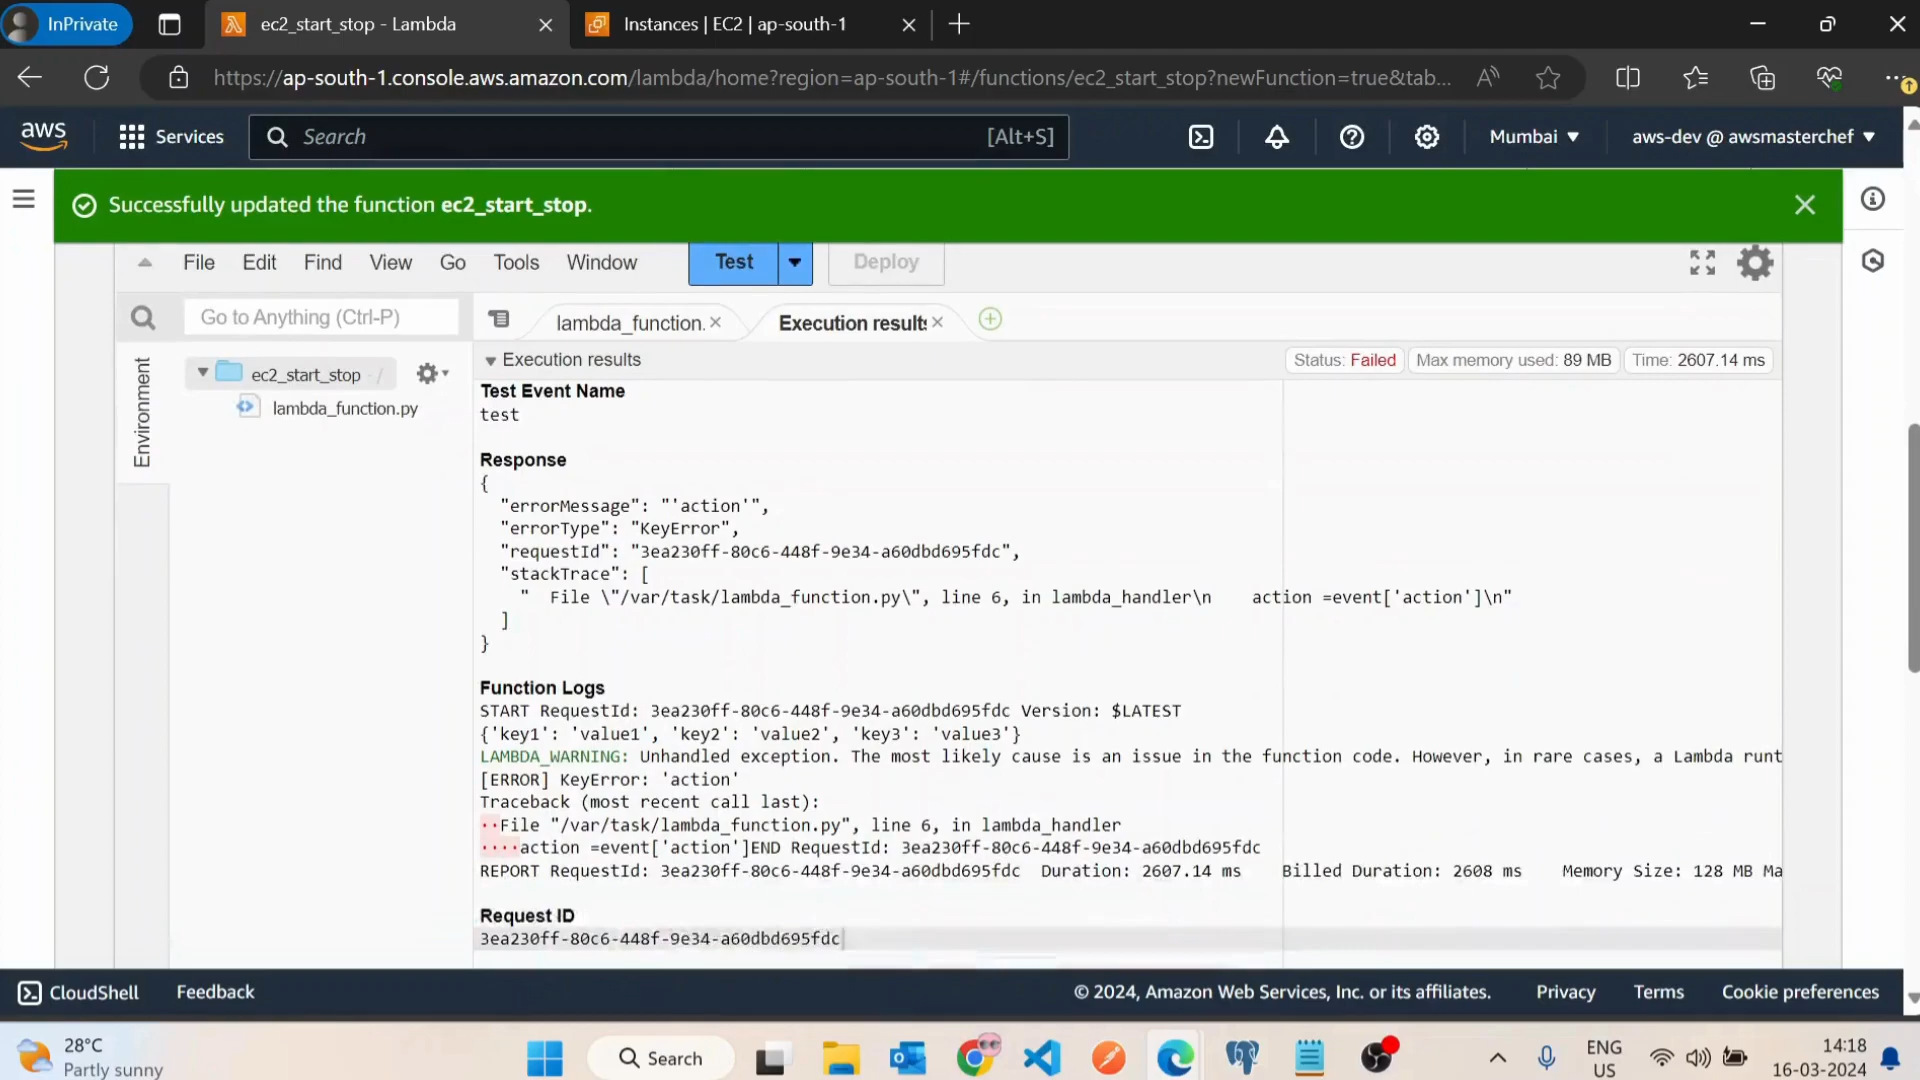 InPrivate
ec2_start_stop - Lambda
Instances | EC2 | ap-south-1
https://ap-south-1.console.aws.amazon.com/lambda/home?region=ap-south-1#/functions/ec2_start_stop?newFunction=true&tab...
aws
Services
Search
[Alt+S]
Mumbai
aws-dev @ awsmasterchef
Successfully updated the function ec2_start_stop.
File Edit Find View Go Tools Window
Test
Deploy
Go to Anything (Ctrl-P)
lambda_function.
Execution results
Environment
ec2_start_stop - /
lambda_function.py
Execution results
Status: Failed
Max memory used: 89 MB
Time: 2607.14 ms
Test Event Name
test
Response
{
"errorMessage": "'action'",
"errorType": "KeyError",
"requestId": "3ea230ff-80c6-448f-9e34-a60dbd695fdc",
"stackTrace": [
"  File \"/var/task/lambda_function.py\", line 6, in lambda_handler\n    action =event['action']\n"
]
}
Function Logs
START RequestId: 3ea230ff-80c6-448f-9e34-a60dbd695fdc Version: $LATEST
{'key1': 'value1', 'key2': 'value2', 'key3': 'value3'}
LAMBDA_WARNING: Unhandled exception. The most likely cause is an issue in the function code. However, in rare cases, a Lambda runt
[ERROR] KeyError: 'action'
Traceback (most recent call last):
··File "/var/task/lambda_function.py", line 6, in lambda_handler
····action =event['action']END RequestId: 3ea230ff-80c6-448f-9e34-a60dbd695fdc
REPORT RequestId: 3ea230ff-80c6-448f-9e34-a60dbd695fdc  Duration: 2607.14 ms    Billed Duration: 2608 ms    Memory Size: 128 MB Ma
Request ID
3ea230ff-80c6-448f-9e34-a60dbd695fdc
CloudShell
Feedback
© 2024, Amazon Web Services, Inc. or its affiliates.
Privacy
Terms
Cookie preferences
28°C
Partly sunny
Search
ENG
US
14:18
16-03-2024